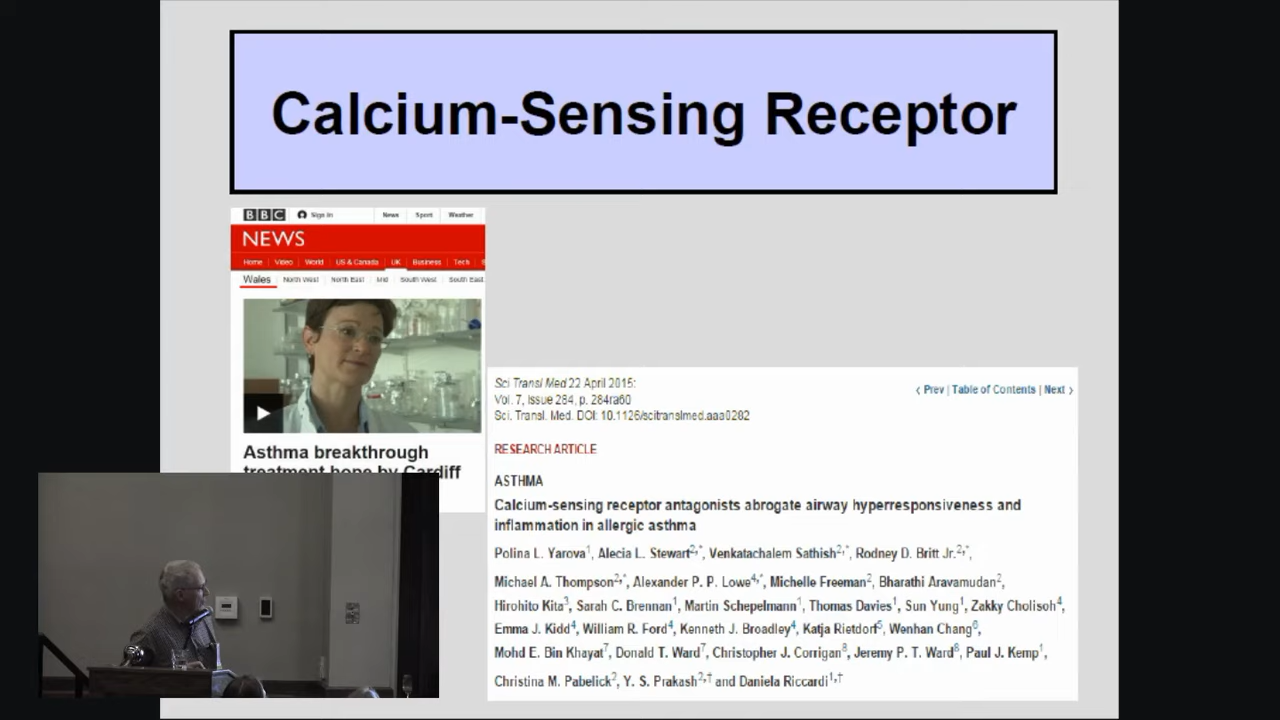 Calcium-Sensing Receptor
BBC Sign in News Sport Weather
NEWS
Home Video World US & Canada UK Business Tech
Wales North West North East Mid South West South East
Asthma breakthrough
treatment hope by Cardiff
Sci Transl Med 22 April 2015:
Vol. 7, Issue 284, p. 284ra60
Sci. Transl. Med. DOI: 10.1126/scitranslmed.aaa0282
‹ Prev | Table of Contents | Next ›
RESEARCH ARTICLE
ASTHMA
Calcium-sensing receptor antagonists abrogate airway hyperresponsiveness and
inflammation in allergic asthma
Polina L. Yarova1, Alecia L. Stewart2,*, Venkatachalem Sathish2,*, Rodney D. Britt Jr.2,*,
Michael A. Thompson2,*, Alexander P. P. Lowe4,*, Michelle Freeman2, Bharathi Aravamudan2,
Hirohito Kita3, Sarah C. Brennan1, Martin Schepelmann1, Thomas Davies1, Sun Yung1, Zakky Cholisoh4,
Emma J. Kidd4, William R. Ford4, Kenneth J. Broadley4, Katja Rietdorf5, Wenhan Chang6,
Mohd E. Bin Khayat7, Donald T. Ward7, Christopher J. Corrigan8, Jeremy P. T. Ward8, Paul J. Kemp1,
Christina M. Pabelick2, Y. S. Prakash2,† and Daniela Riccardi1,†